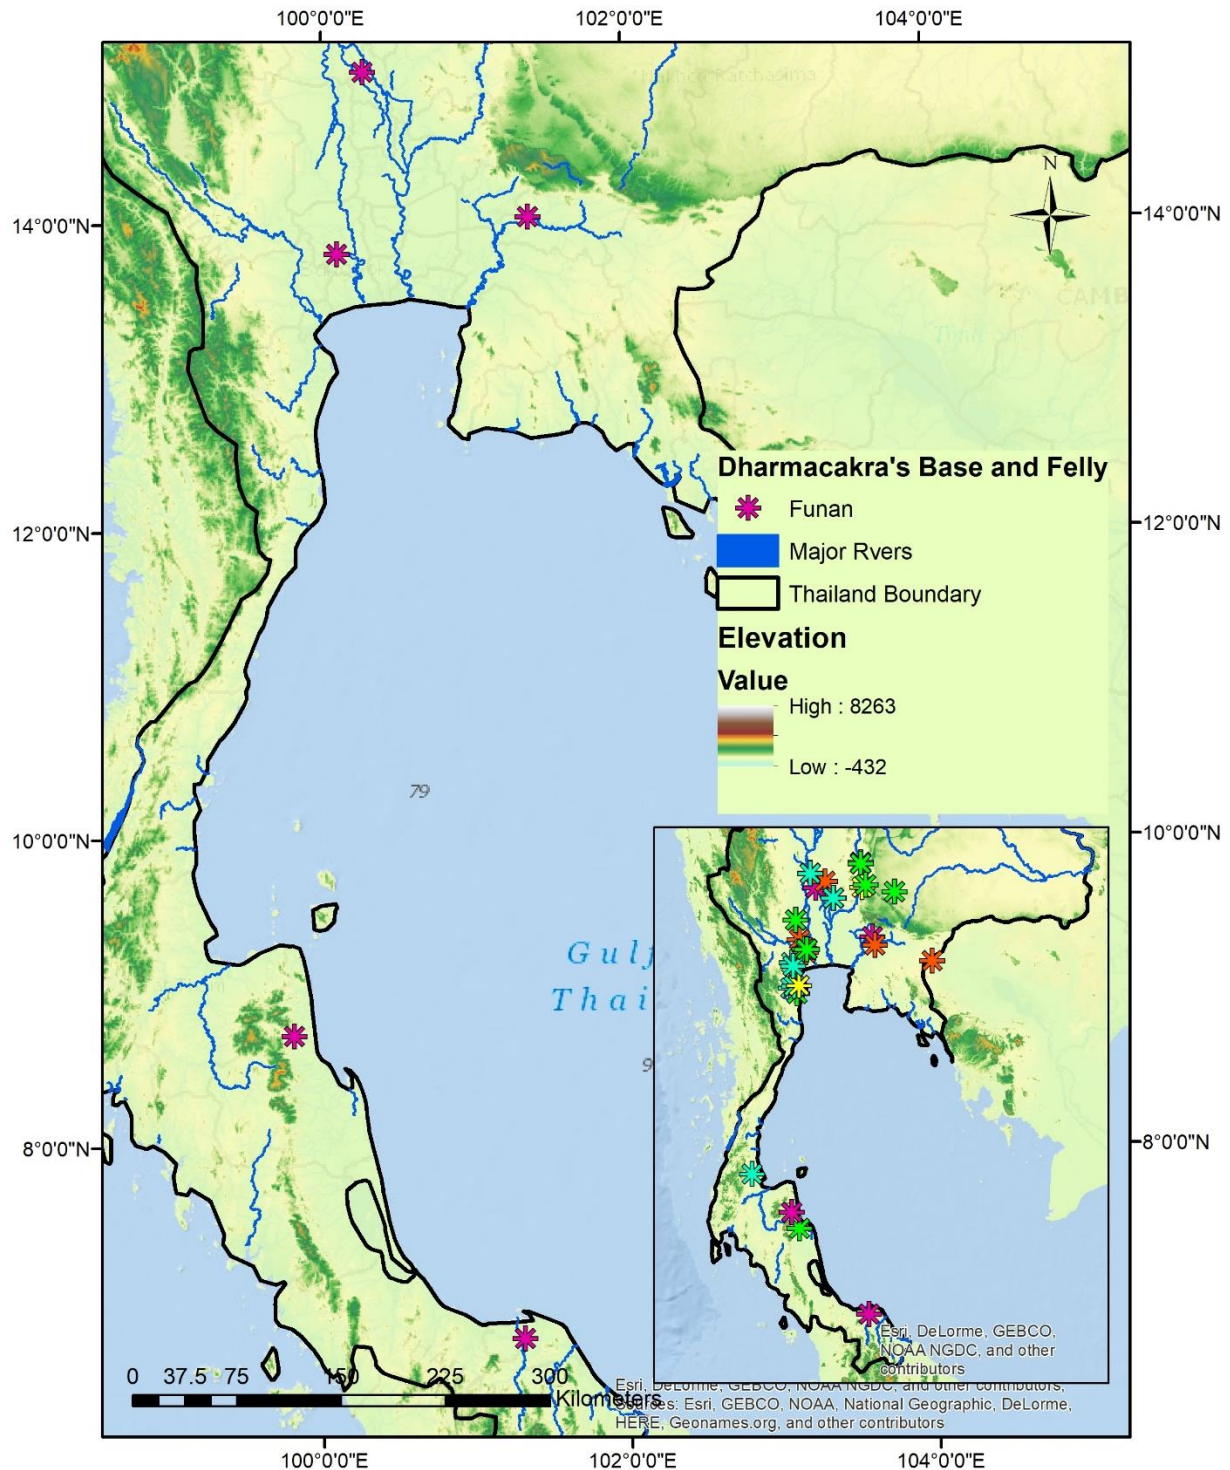 100°0'0"E
102°0'0"E
104°0'0"E
N
14°0'0"N
14°0'0"N
CAMB
Dharmacakra's Base and Felly
Funan
12°0'0"N
12°0'0"N
Major Rvers
Thailand Boundary
Elevation
Value
High : 8263
Low : -432
79
10°0'0"N
10°0'0"N
Gulf
Thai
9
8°0'0"N
8°0'0"N
Esri, DeLorme, GEBCO,
NOAA NGDC, and other
contributors
0 37.5 75 150 225 300
Kilometers
Esri, DeLorme, GEBCO, NOAA NGDC, and other contributors,
Sources: Esri, GEBCO, NOAA, National Geographic, DeLorme,
HERE, Geonames.org, and other contributors
100°0'0"E
102°0'0"E
104°0'0"E